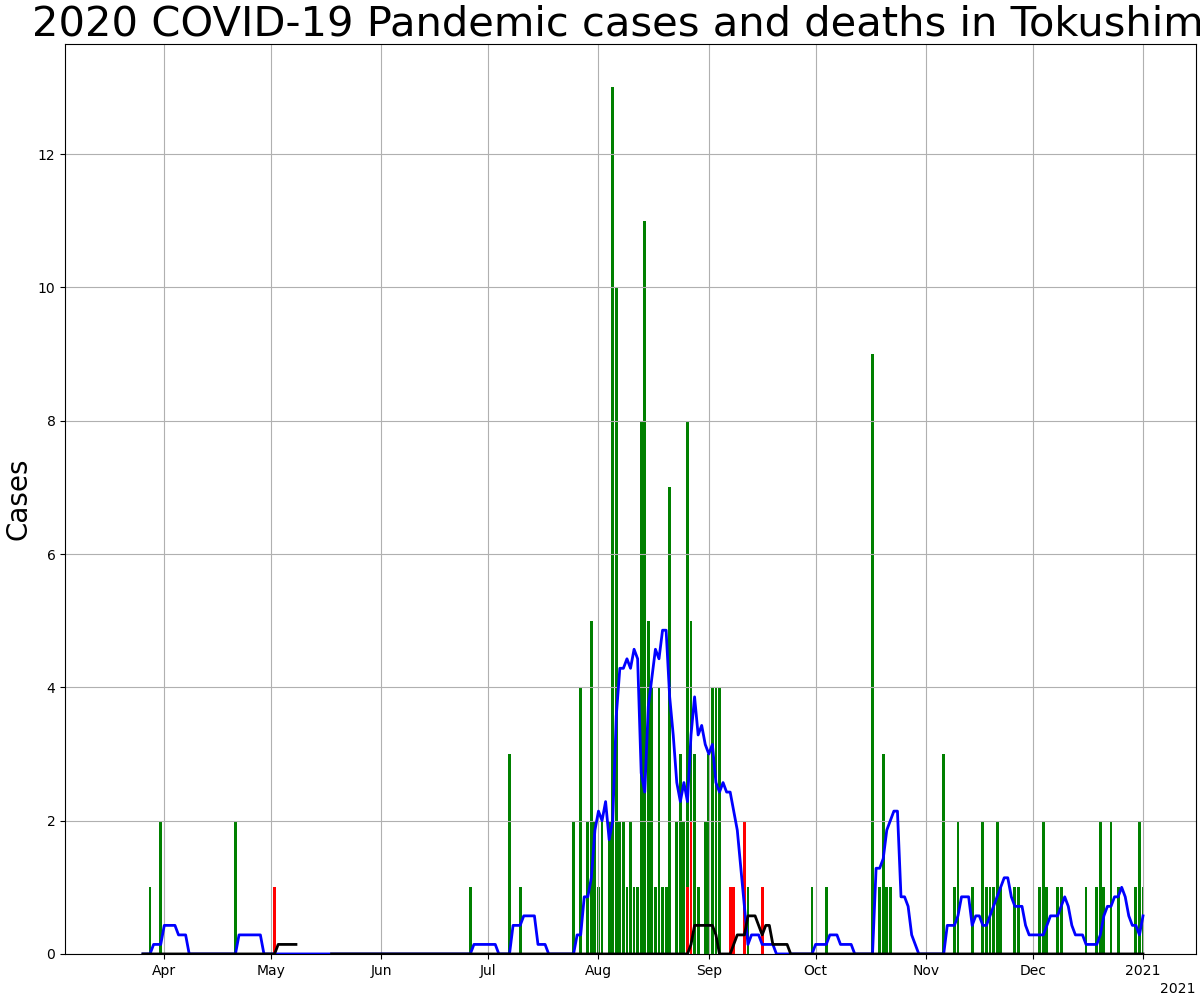 2020 COVID-19 Pandemic cases and deaths in Tokushim
Cases
12
10
8
6
4
2
0
Apr May Jun Jul Aug Sep Oct Nov Dec 2021
2021